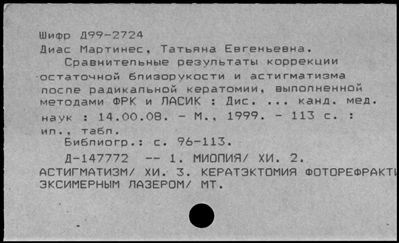 Шифр Д99-2724
Диас Мартинес, Татьяна Евгеньевна.
Сравнительные результаты коррекции
остаточной близорукости и астигматизма
после радикальной кератомии, выполненной
методами ФРК и ЛАСИК : Дис. ... канд. мед.
наук : 14.00.08. - М., 1999. - 113 с. :
ил., табл.
Библиогр.: с. 96-113.
Д-147772 -- 1. МИОПИЯ/ ХИ. 2.
АСТИГМАТИЗМ/ ХИ. 3. КЕРАТЭКТОМИЯ ФОТОРЕФРАКТИ
ЭКСИМЕРНЫМ ЛАЗЕРОМ/ МТ.